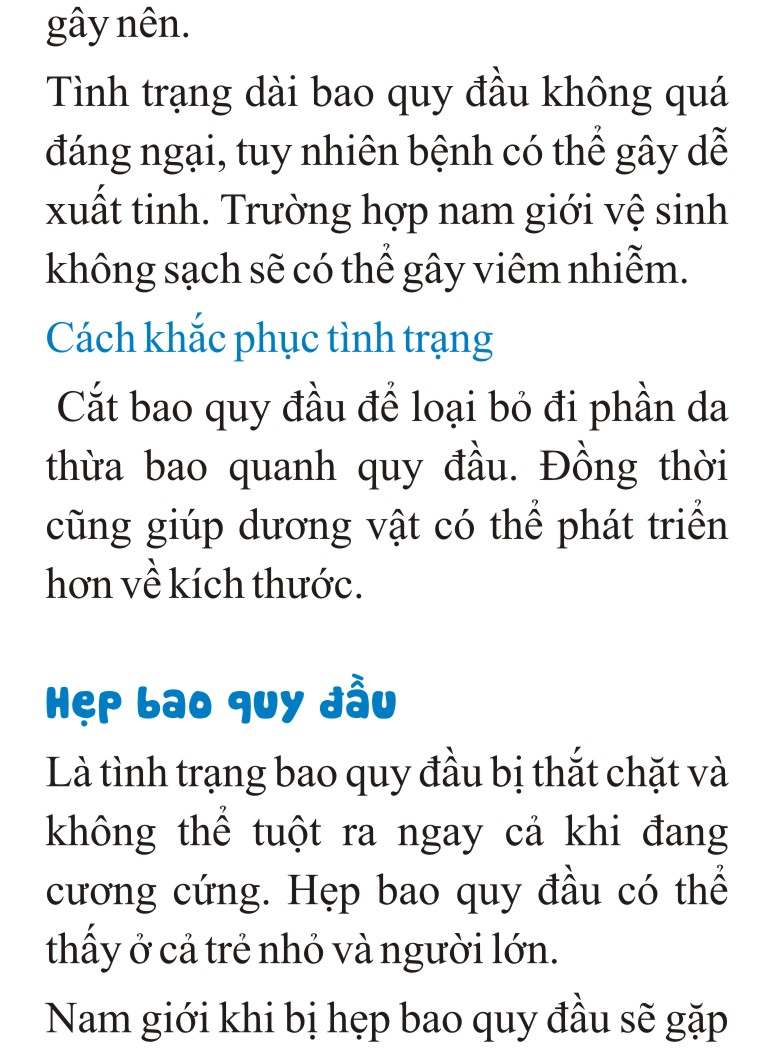 gây nên.
Tình trạng dài bao quy đầu không quá
đáng ngại, tuy nhiên bệnh có thể gây dễ
xuất tinh. Trường hợp nam giới vệ sinh
không sạch sẽ có thể gây viêm nhiễm.
Cách khắc phục tình trạng
Cắt bao quy đầu để loại bỏ đi phần da
thừa bao quanh quy đầu. Đồng thời
cũng giúp dương vật có thể phát triển
hơn về kích thước.
Hẹp bao quy đầu
Là tình trạng bao quy đầu bị thắt chặt và
không thể tuột ra ngay cả khi đang
cương cứng. Hẹp bao quy đầu có thể
thấy ở cả trẻ nhỏ và người lớn.
Nam giới khi bị hẹp bao quy đầu sẽ gặp